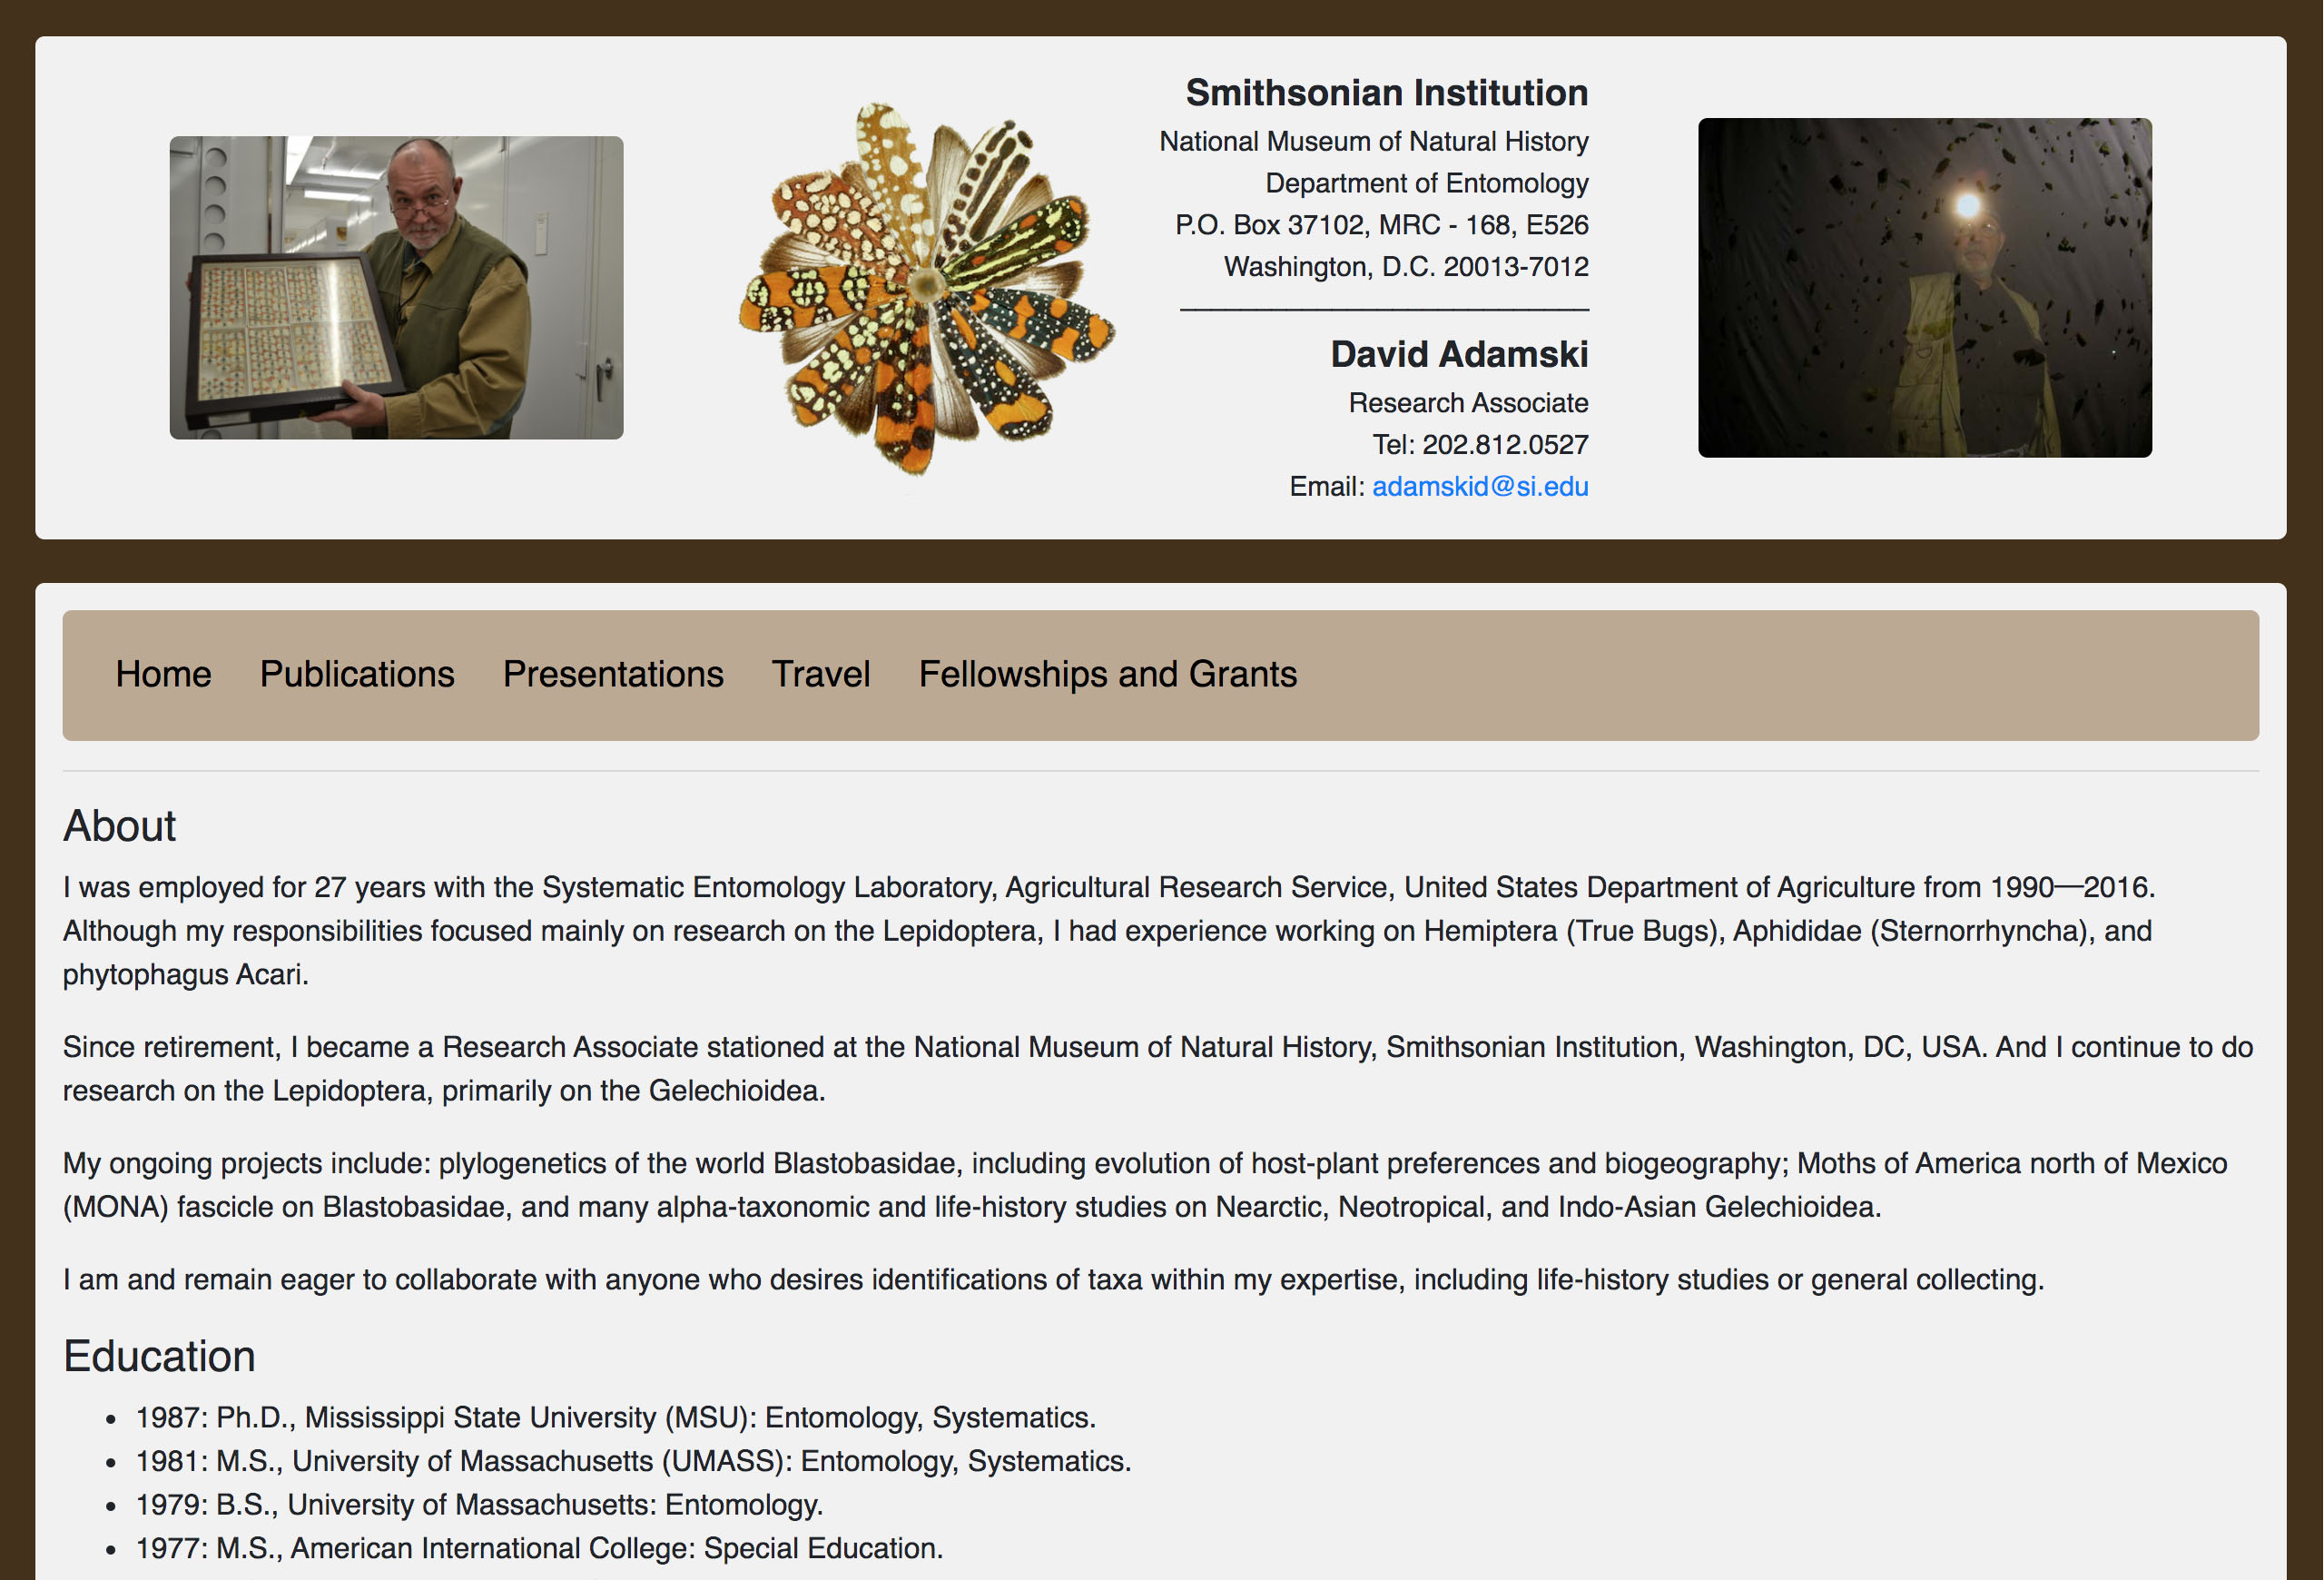 Smithsonian Institution
National Museum of Natural History
Department of Entomology
P.O. Box 37102, MRC - 168, E526
Washington, D.C. 20013-7012
David Adamski
Research Associate
Tel: 202.812.0527
Email: adamskid@si.edu
Home Publications Presentations Travel Fellowships and Grants
About
I was employed for 27 years with the Systematic Entomology Laboratory, Agricultural Research Service, United States Department of Agriculture from 1990—2016.
Although my responsibilities focused mainly on research on the Lepidoptera, I had experience working on Hemiptera (True Bugs), Aphididae (Sternorrhyncha), and
phytophagus Acari.
Since retirement, I became a Research Associate stationed at the National Museum of Natural History, Smithsonian Institution, Washington, DC, USA. And I continue to do
research on the Lepidoptera, primarily on the Gelechioidea.
My ongoing projects include: plylogenetics of the world Blastobasidae, including evolution of host-plant preferences and biogeography; Moths of America north of Mexico
(MONA) fascicle on Blastobasidae, and many alpha-taxonomic and life-history studies on Nearctic, Neotropical, and Indo-Asian Gelechioidea.
I am and remain eager to collaborate with anyone who desires identifications of taxa within my expertise, including life-history studies or general collecting.
Education
• 1987: Ph.D., Mississippi State University (MSU): Entomology, Systematics.
• 1981: M.S., University of Massachusetts (UMASS): Entomology, Systematics.
• 1979: B.S., University of Massachusetts: Entomology.
• 1977: M.S., American International College: Special Education.